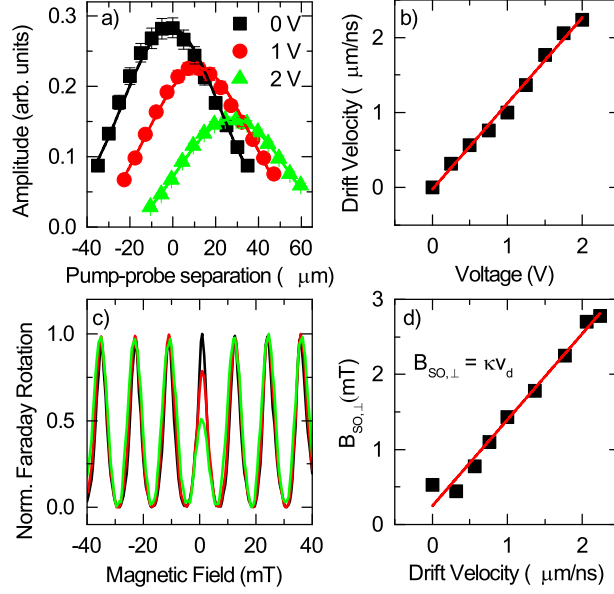 a)
0 V
1 V
2 V
Amplitude (arb. units)
0.3
0.2
0.1
0.0
-40 -20 0 20 40 60
Pump-probe separation ( μm)
b)
Drift Velocity ( μm/ns)
2
1
0
0 1 2
Voltage (V)
c)
Norm. Faraday Rotation
1.0
0.5
0.0
-40 -20 0 20 40
Magnetic Field (mT)
d)
B_SO,⊥ = κv_d
B_SO,⊥(mT)
3
2
1
0
0 1 2
Drift Velocity ( μm/ns)